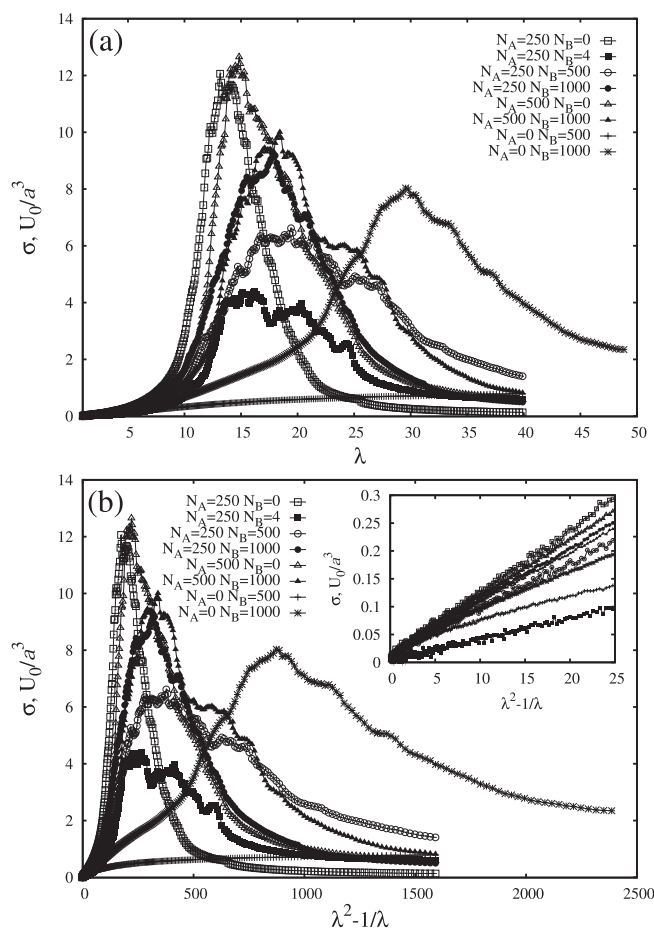 (a)
14
12
10
8
6
4
2
0
σ, U₀/a³
N_A=250 N_B=0
N_A=250 N_B=4
N_A=250 N_B=500
N_A=250 N_B=1000
N_A=500 N_B=0
N_A=500 N_B=1000
N_A=0 N_B=500
N_A=0 N_B=1000
5 10 15 20 25 30 35 40 45 50
λ
(b)
14
12
10
8
6
4
2
0
σ, U₀/a³
N_A=250 N_B=0
N_A=250 N_B=4
N_A=250 N_B=500
N_A=250 N_B=1000
N_A=500 N_B=0
N_A=500 N_B=1000
N_A=0 N_B=500
N_A=0 N_B=1000
0.3
0.25
0.2
0.15
0.1
0.05
0
σ, U₀/a³
0 5 10 15 20 25
λ²-1/λ
0 500 1000 1500 2000 2500
λ²-1/λ